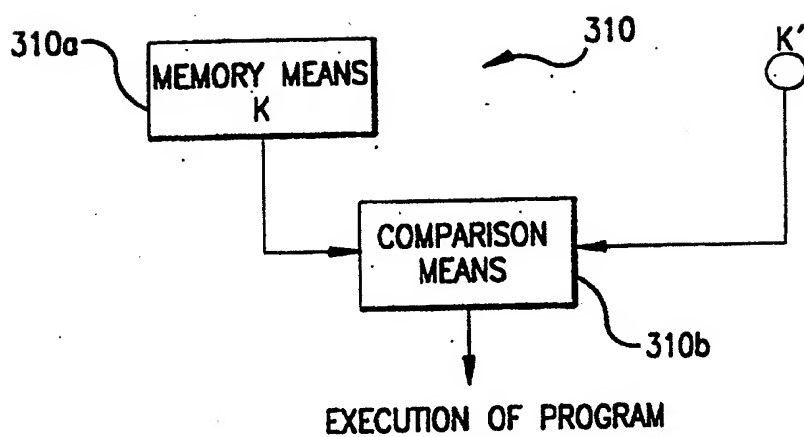 310a
MEMORY MEANS
K
310
K'
COMPARISON
MEANS
310b
EXECUTION OF PROGRAM